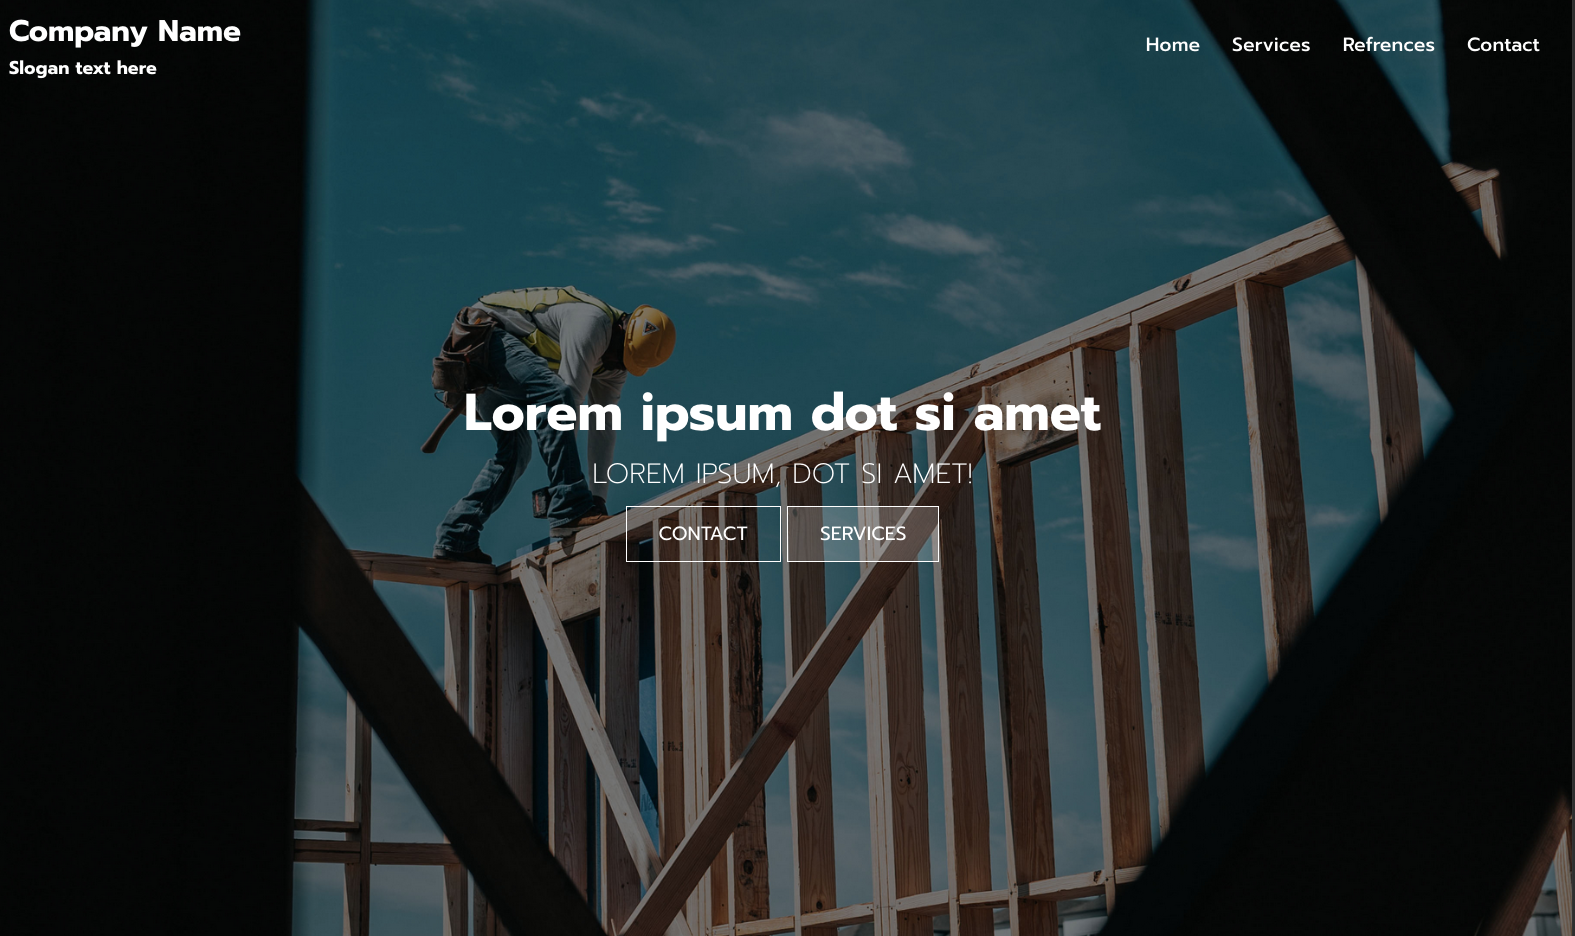 Company Name
Slogan text here
Home Services Refrences Contact
Lorem ipsum dot si amet
LOREM IPSUM, DOT SI AMET!
CONTACT SERVICES